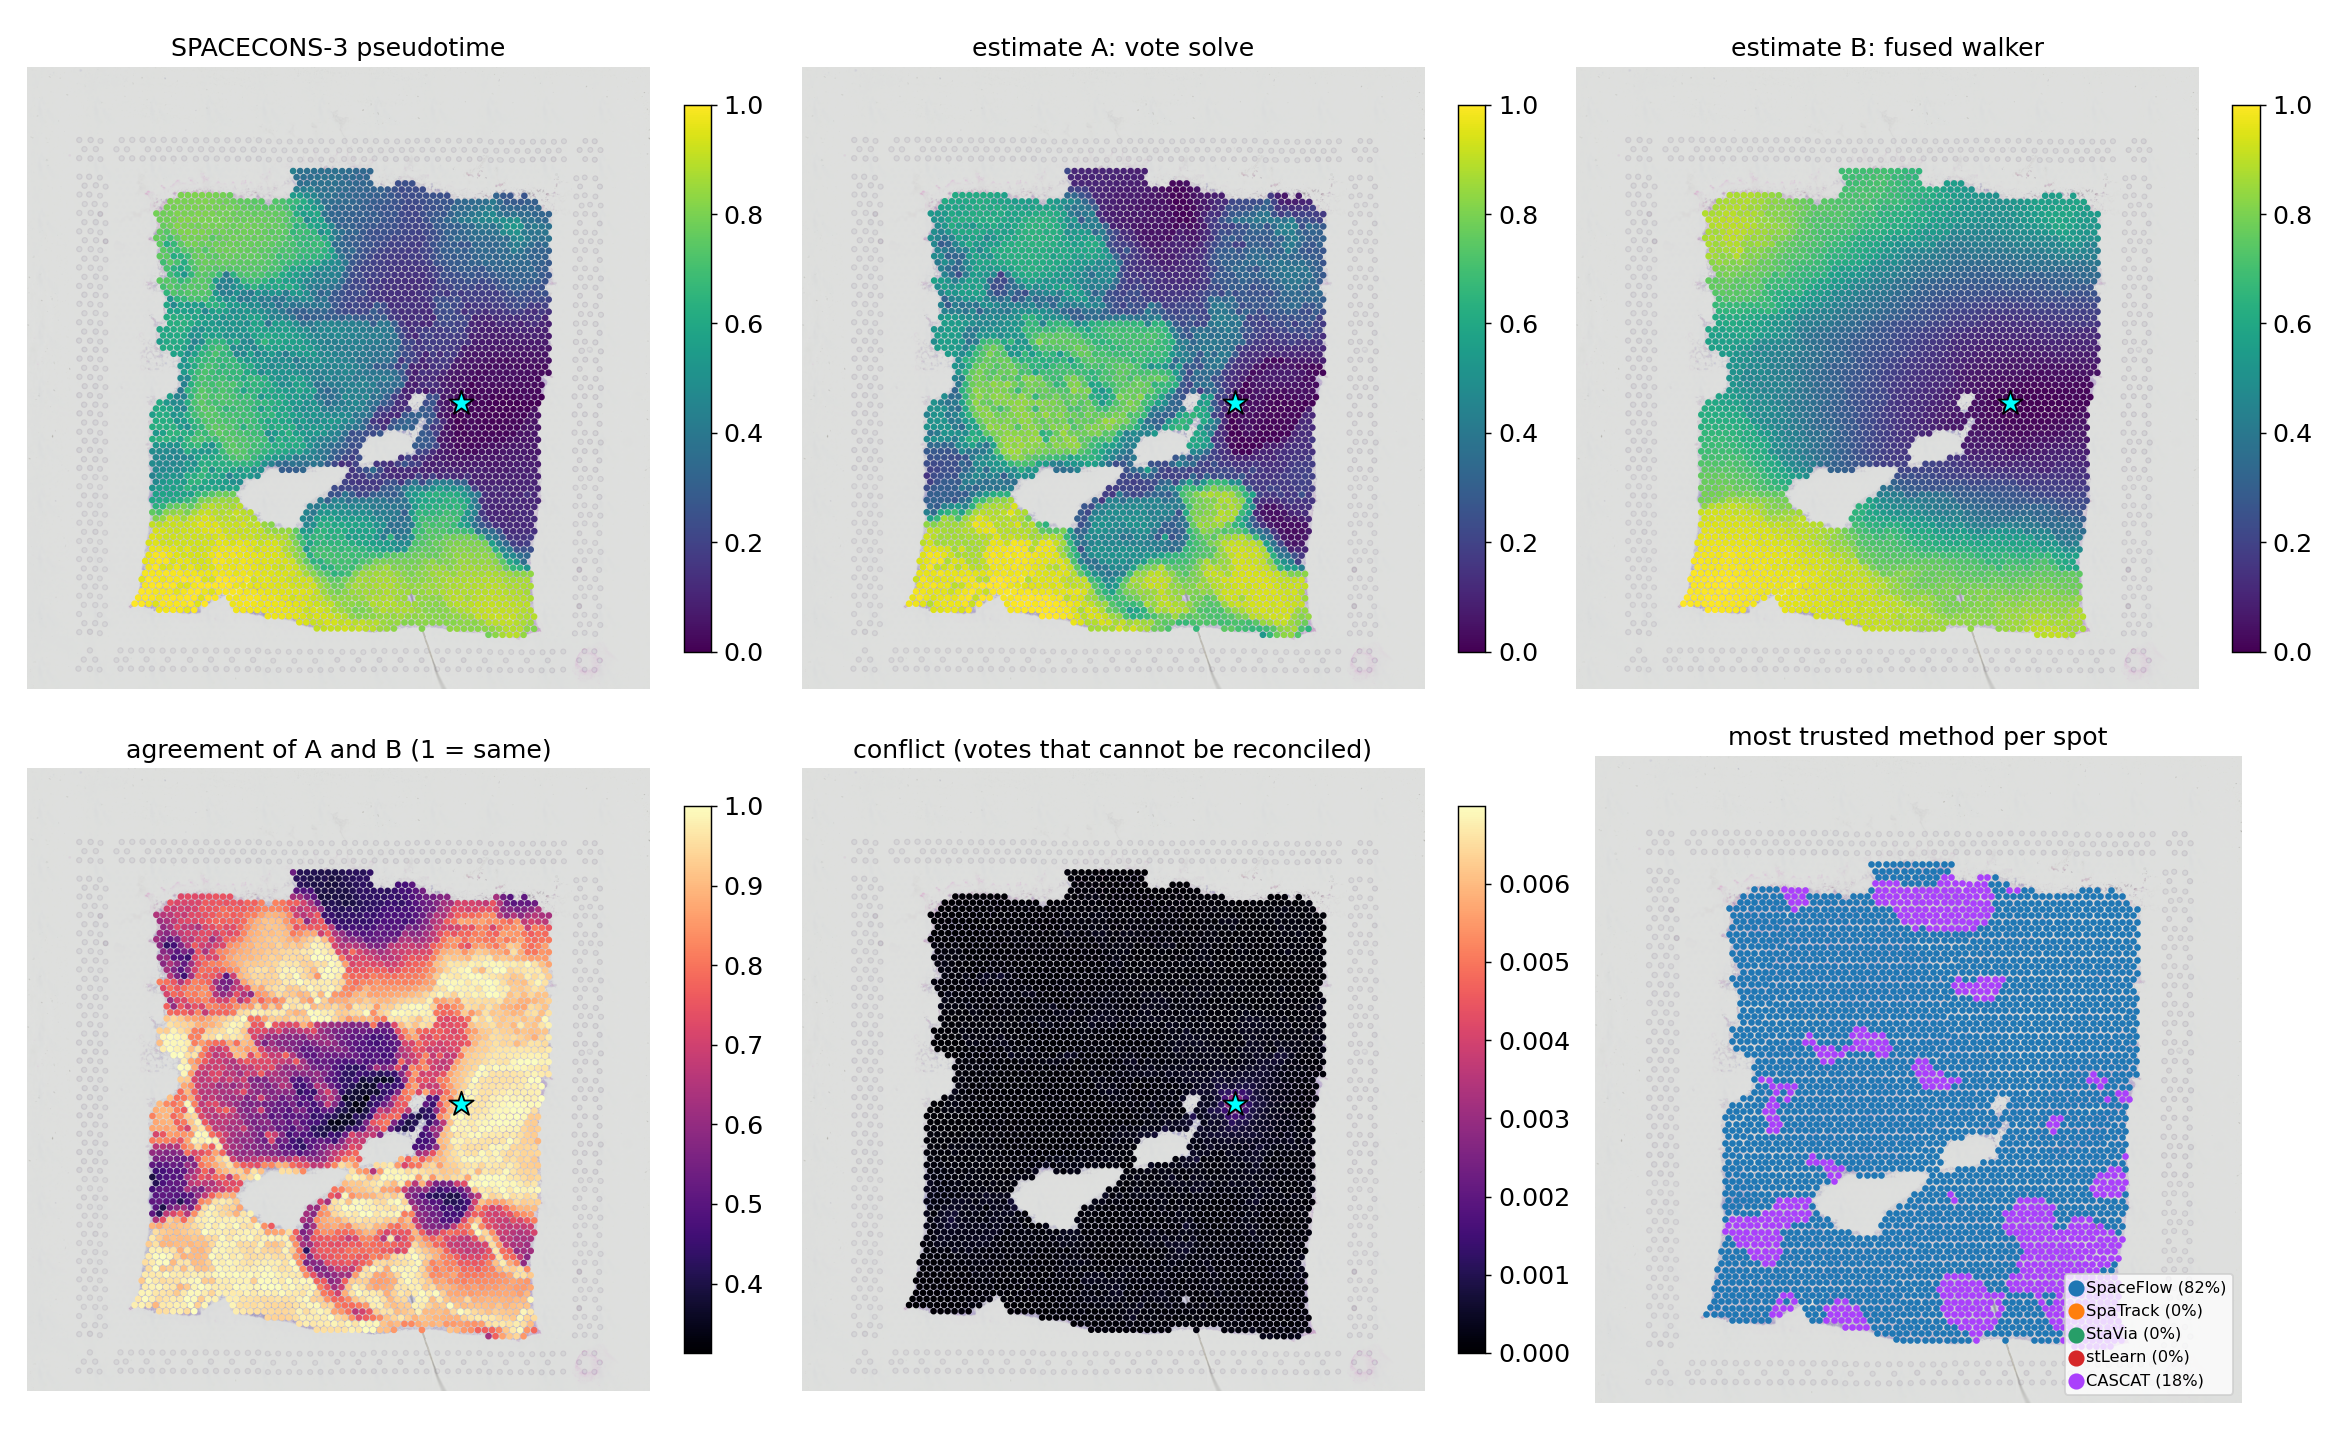 SPACECONS-3 pseudotime
1.0
0.8
0.6
0.4
0.2
0.0
estimate A: vote solve
1.0
0.8
0.6
0.4
0.2
0.0
estimate B: fused walker
1.0
0.8
0.6
0.4
0.2
0.0
agreement of A and B (1 = same)
1.0
0.9
0.8
0.7
0.6
0.5
0.4
conflict (votes that cannot be reconciled)
0.006
0.005
0.004
0.003
0.002
0.001
0.000
most trusted method per spot
SpaceFlow (82%)
SpaTrack (0%)
StaVia (0%)
stLearn (0%)
CASCAT (18%)